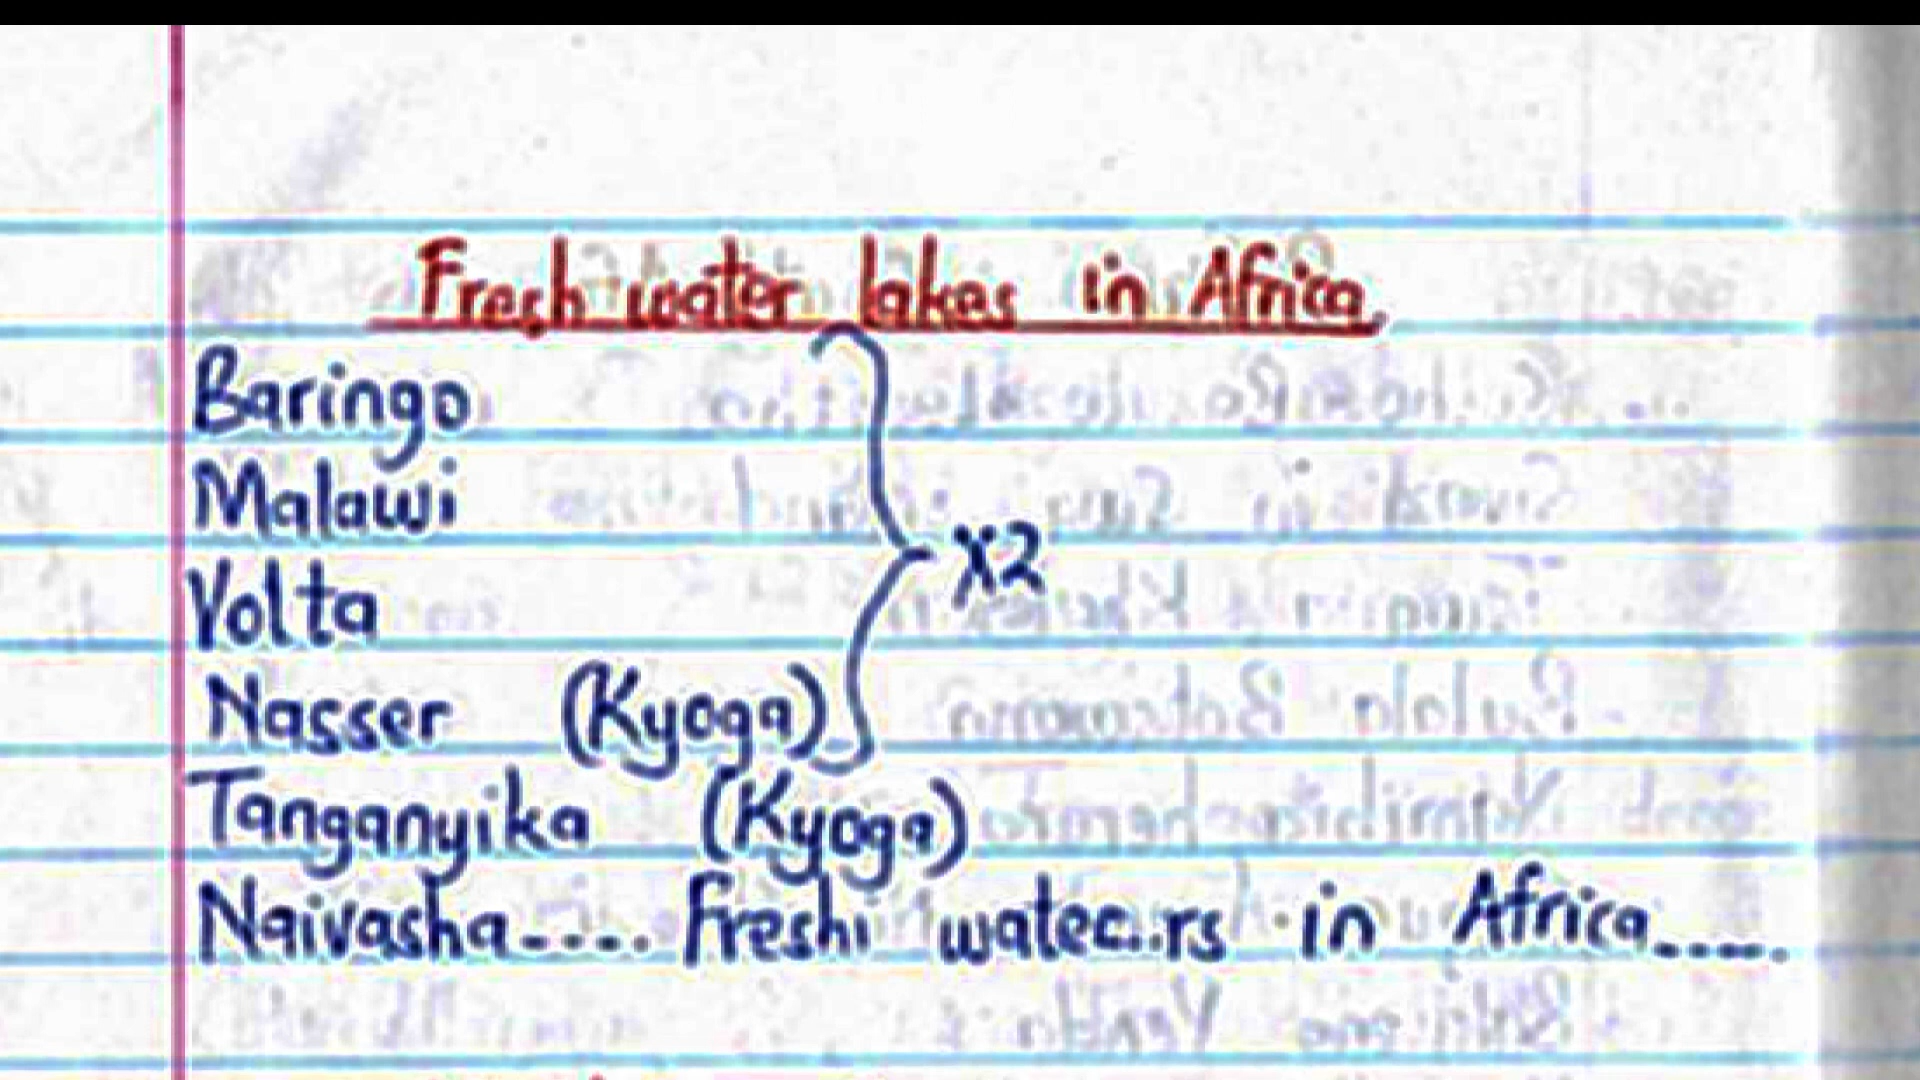 Fresh water lakes in Africa.
Baringo
Malawi
Volta
X2
Nasser (Kyoga)
Tanganyika (Kyoga)
Naivasha---- Freshi watec..rs in Africa-----.